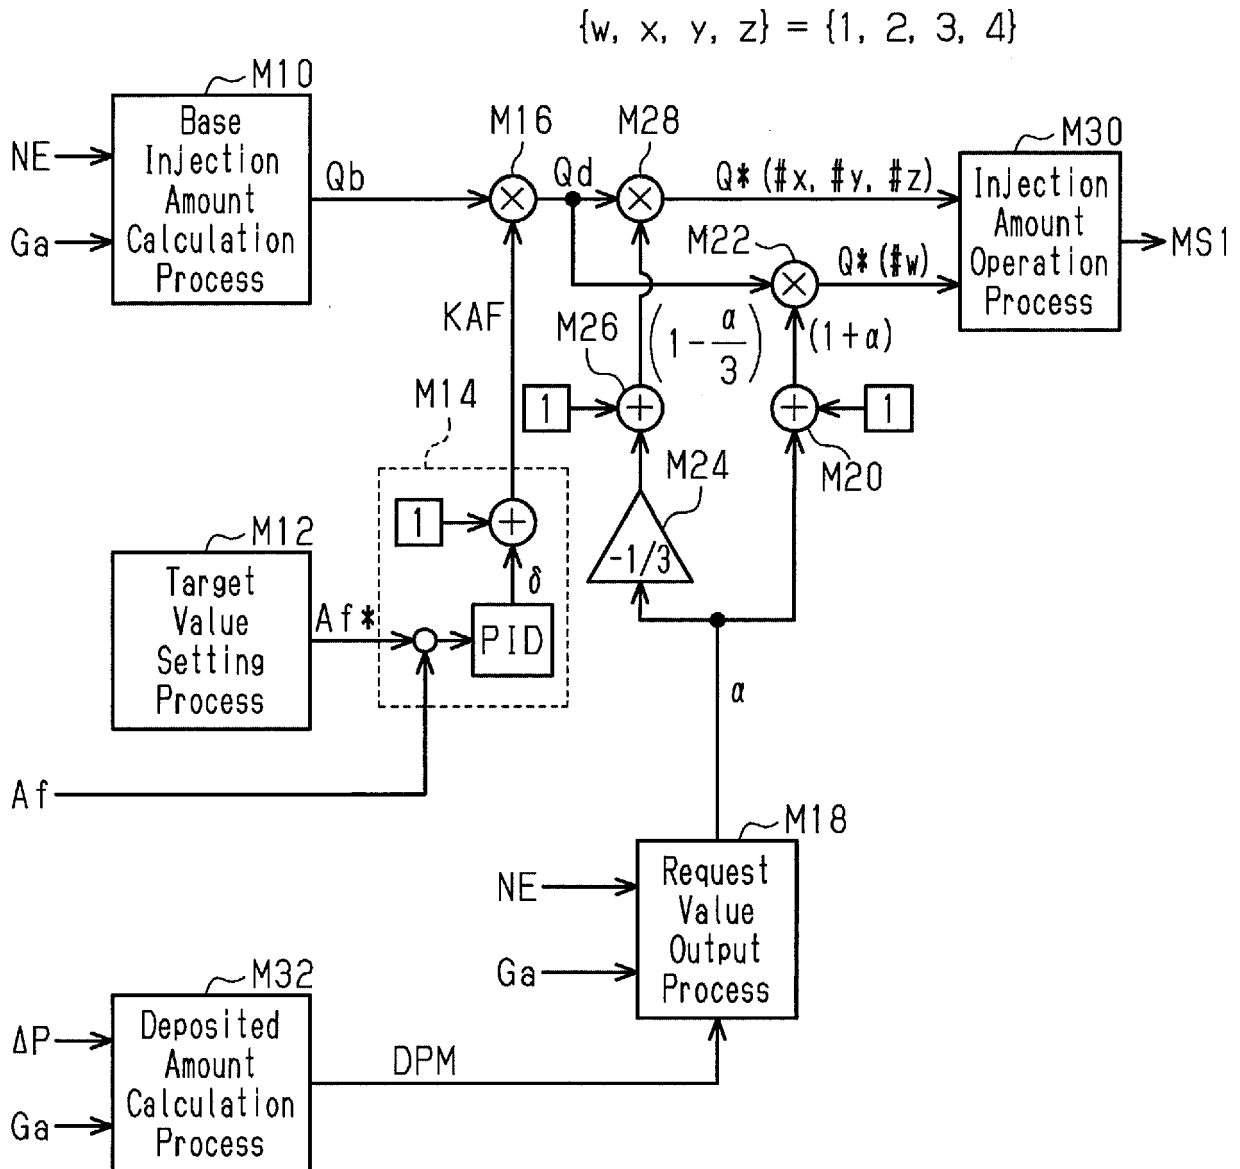 {w, x, y, z} = {1, 2, 3, 4}
M10
Base
Injection
Amount
Calculation
Process
NE
Ga
Qb
M16
M28
Qd
×
×
Q* (#x, #y, #z)
M30
Injection
Amount
Operation
Process
MS1
M22
×
Q* (#w)
KAF
M26
(1-α/3)
(1+α)
1
+
+
1
M20
M14
M24
-1/3
1
+
δ
PID
M12
Target
Value
Setting
Process
Af*
α
Af
M18
Request
Value
Output
Process
NE
Ga
M32
Deposited
Amount
Calculation
Process
ΔP
Ga
DPM